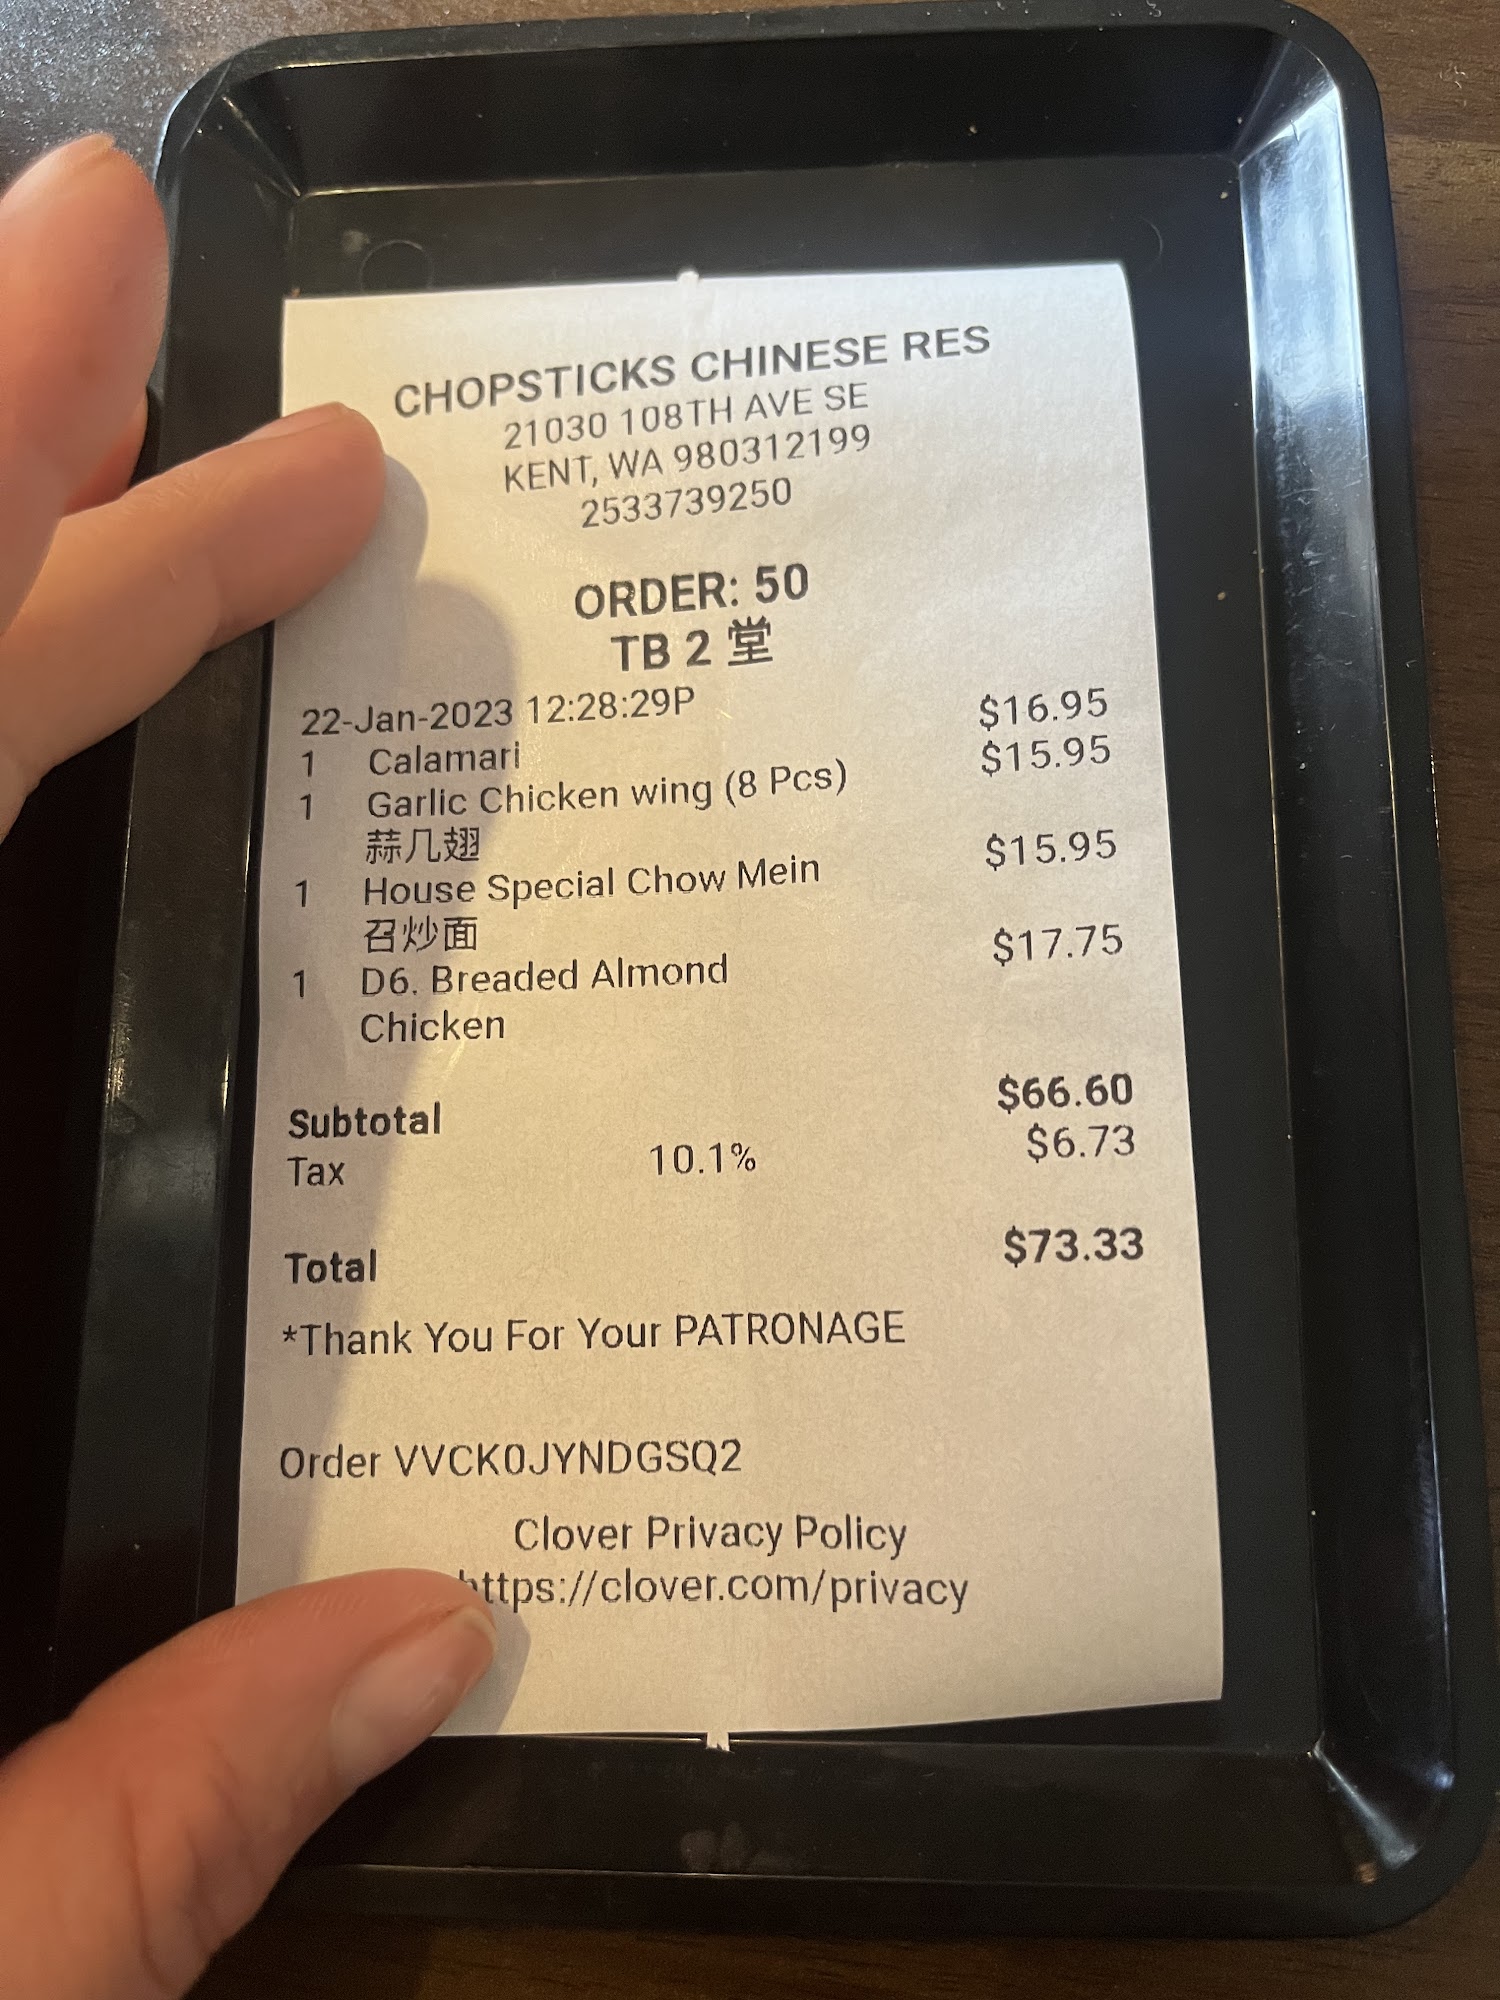 CHOPSTICKS CHINESE RES
21030 108TH AVE SE
KENT, WA 980312199
2533739250
ORDER: 50
TB 2 堂
22-Jan-2023 12:28:29P
1 Calamari $16.95
1 Garlic Chicken wing (8 Pcs) $15.95
蒜几翅
1 House Special Chow Mein $15.95
召炒面
1 D6. Breaded Almond $17.75
Chicken
Subtotal $66.60
Tax 10.1% $6.73
Total $73.33
*Thank You For Your PATRONAGE
Order VVCK0JYNDGSQ2
Clover Privacy Policy
https://clover.com/privacy